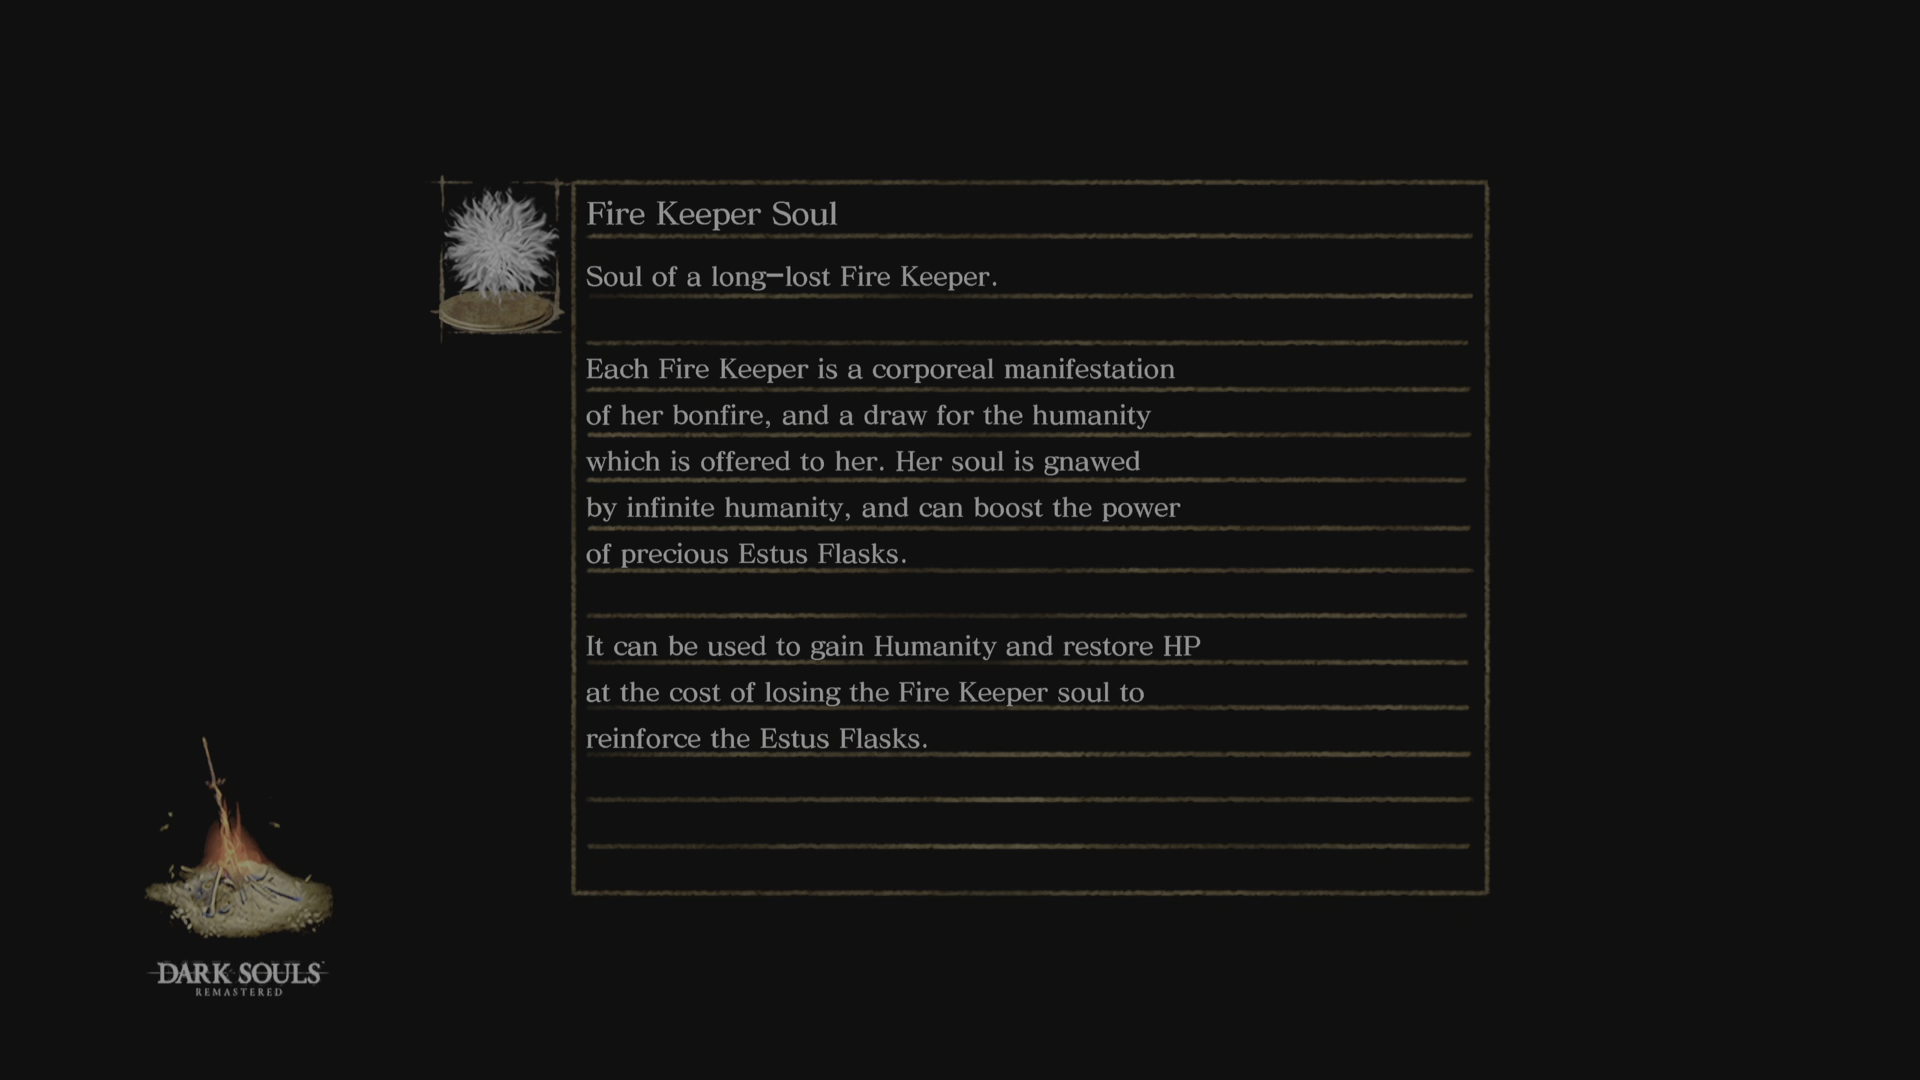 Fire Keeper Soul
Soul of a long-lost Fire Keeper.
Each Fire Keeper is a corporeal manifestation
of her bonfire, and a draw for the humanity
which is offered to her. Her soul is gnawed
by infinite humanity, and can boost the power
of precious Estus Flasks.
It can be used to gain Humanity and restore HP
at the cost of losing the Fire Keeper soul to
reinforce the Estus Flasks.
DARK SOULS
REMASTERED